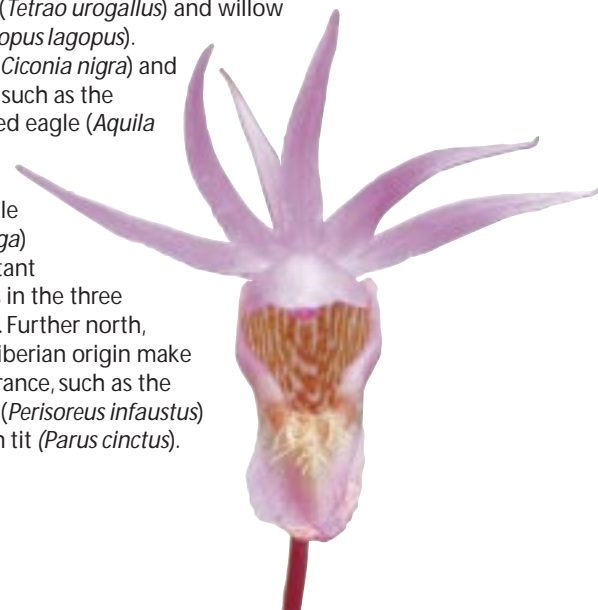 (Tetrao urogallus) and willow
opus lagopus).
Ciconia nigra) and
such as the
ed eagle (Aquila
le
ga)
tant
in the three
. Further north,
iberian origin make
rance, such as the
(Perisoreus infaustus)
n tit (Parus cinctus).